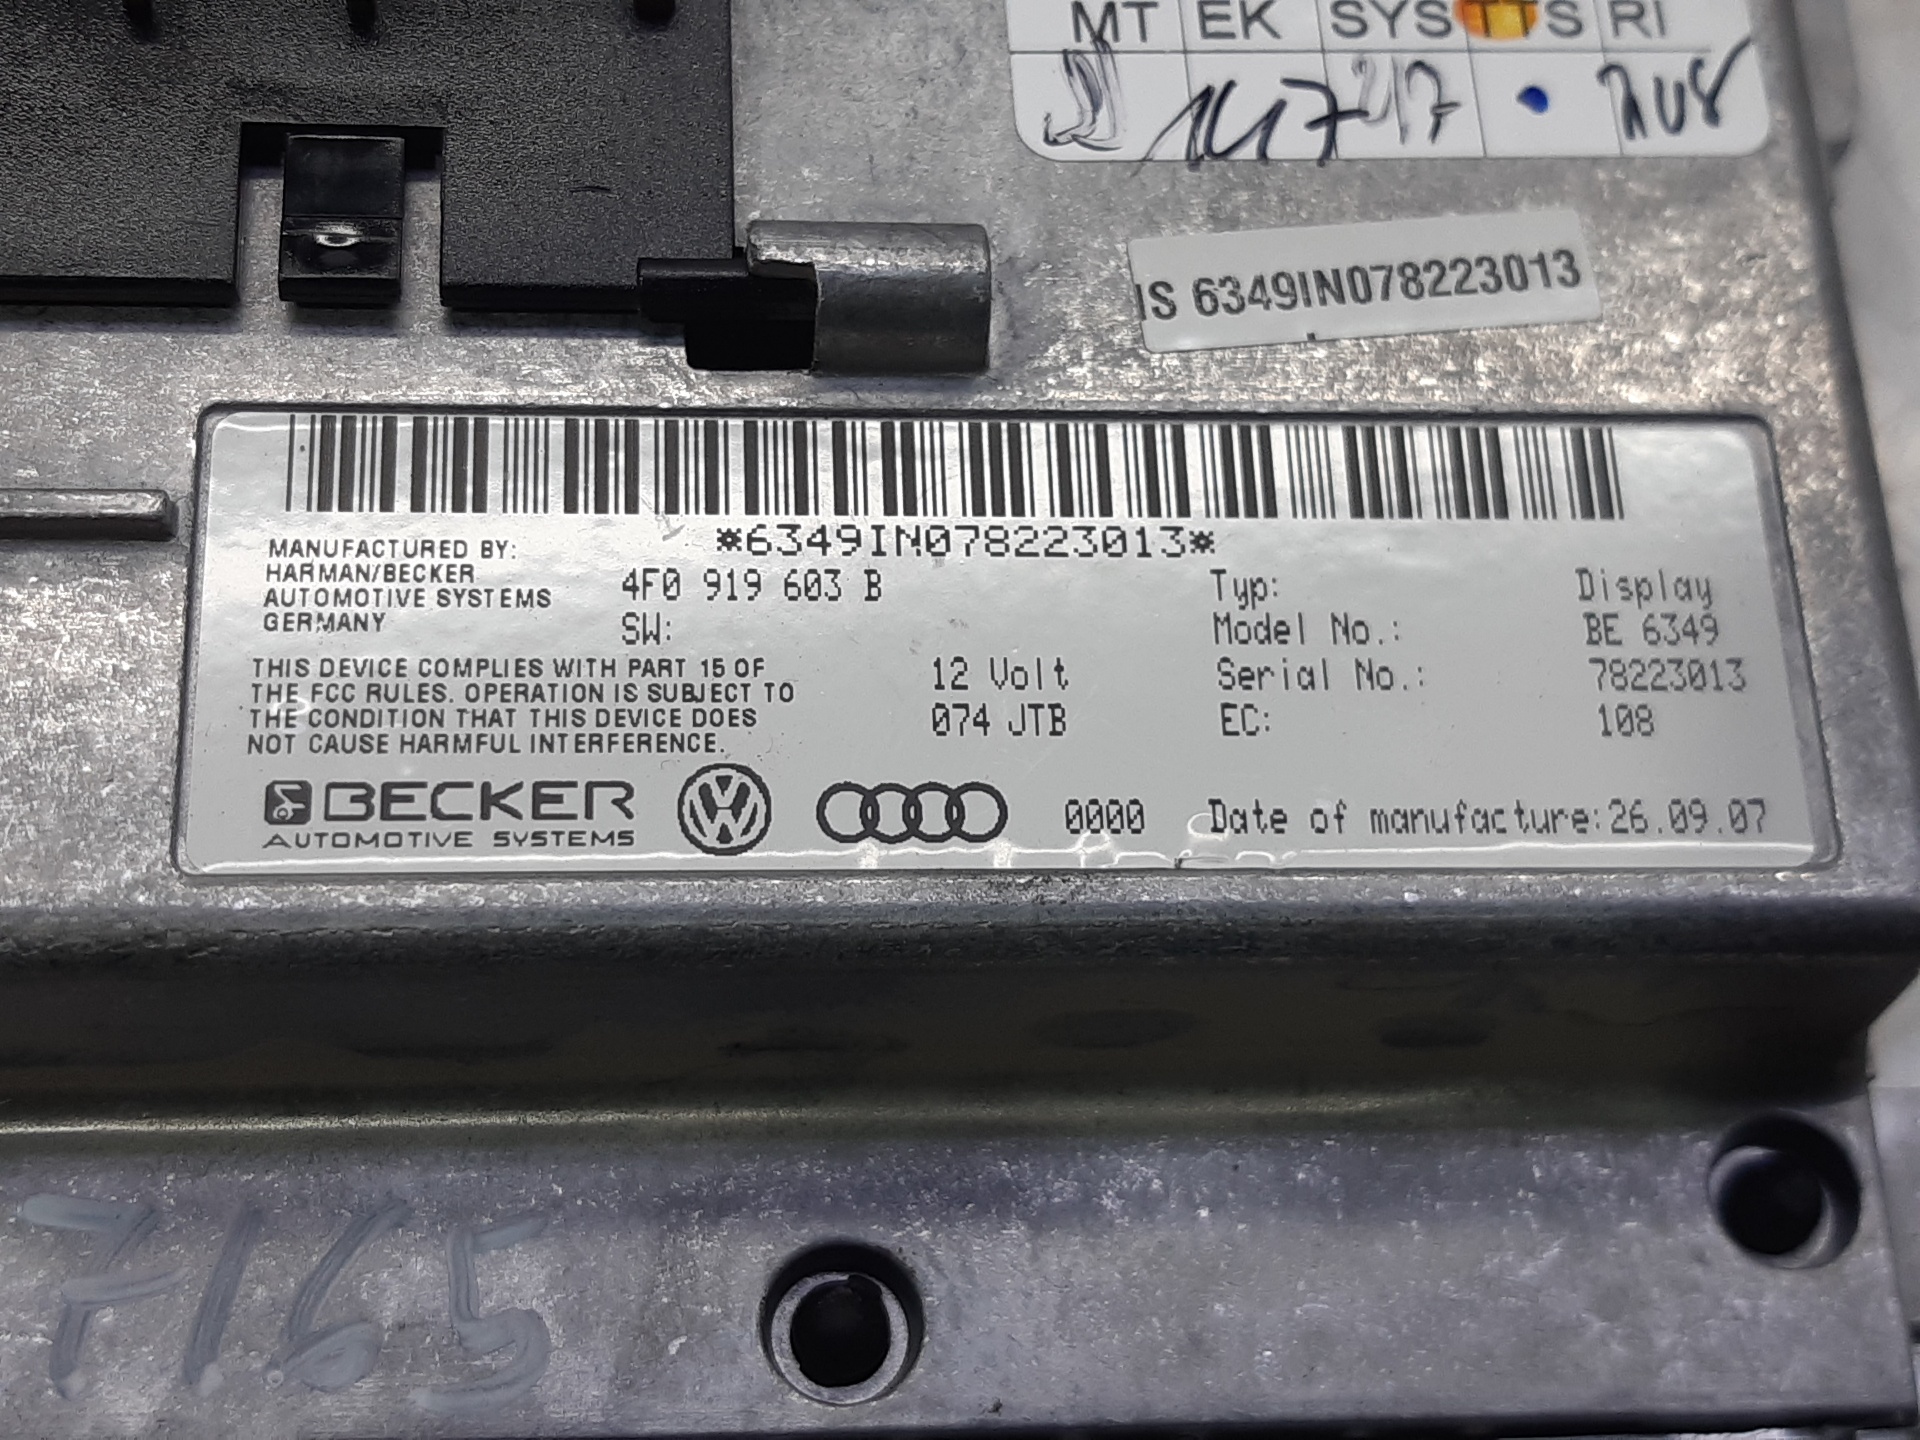 MT EK SYS TTS RI
147 217
IS 6349IN078223013
*6349IN078223013*
MANUFACTURED BY:
HARMAN/BECKER
AUTOMOTIVE SYSTEMS
GERMANY
4F0 919 603 B
SW:
Typ: Display
Model No.: BE 6349
Serial No.: 78223013
EC: 108
12 Volt
074 JTB
THIS DEVICE COMPLIES WITH PART 15 OF
THE FCC RULES. OPERATION IS SUBJECT TO
THE CONDITION THAT THIS DEVICE DOES
NOT CAUSE HARMFUL INTERFERENCE.
BECKER
AUTOMOTIVE SYSTEMS
0000
Date of manufacture:26.09.07
7165